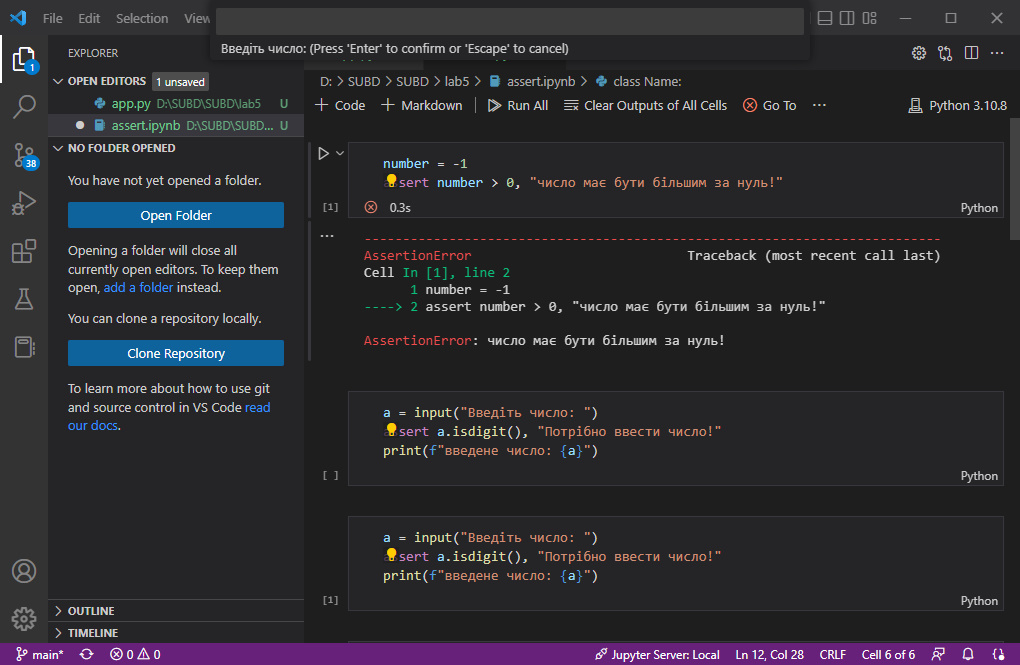 File Edit Selection View
Введіть число: (Press 'Enter' to confirm or 'Escape' to cancel)
EXPLORER
1
OPEN EDITORS 1 unsaved
app.py D:\SUBD\SUBD\lab5 U
assert.ipynb D:\SUBD\SUBD... U
NO FOLDER OPENED
38
You have not yet opened a folder.
Open Folder
Opening a folder will close all
currently open editors. To keep them
open, add a folder instead.
You can clone a repository locally.
Clone Repository
To learn more about how to use git
and source control in VS Code read
our docs.
OUTLINE
TIMELINE
D: > SUBD > SUBD > lab5 > assert.ipynb > class Name:
+ Code + Markdown | Run All Clear Outputs of All Cells Go To ... Python 3.10.8
number = -1
sert number > 0, "число має бути більшим за нуль!"
[1] 0.3s Python
...
---------------------------------------------------------------------------
AssertionError Traceback (most recent call last)
Cell In [1], line 2
1 number = -1
----> 2 assert number > 0, "число має бути більшим за нуль!"
AssertionError: число має бути більшим за нуль!
a = input("Введіть число: ")
sert a.isdigit(), "Потрібно ввести число!"
print(f"введене число: {a}")
[ ] Python
a = input("Введіть число: ")
sert a.isdigit(), "Потрібно ввести число!"
print(f"введене число: {a}")
[1] Python
main* 0 0 Jupyter Server: Local Ln 12, Col 28 CRLF Cell 6 of 6